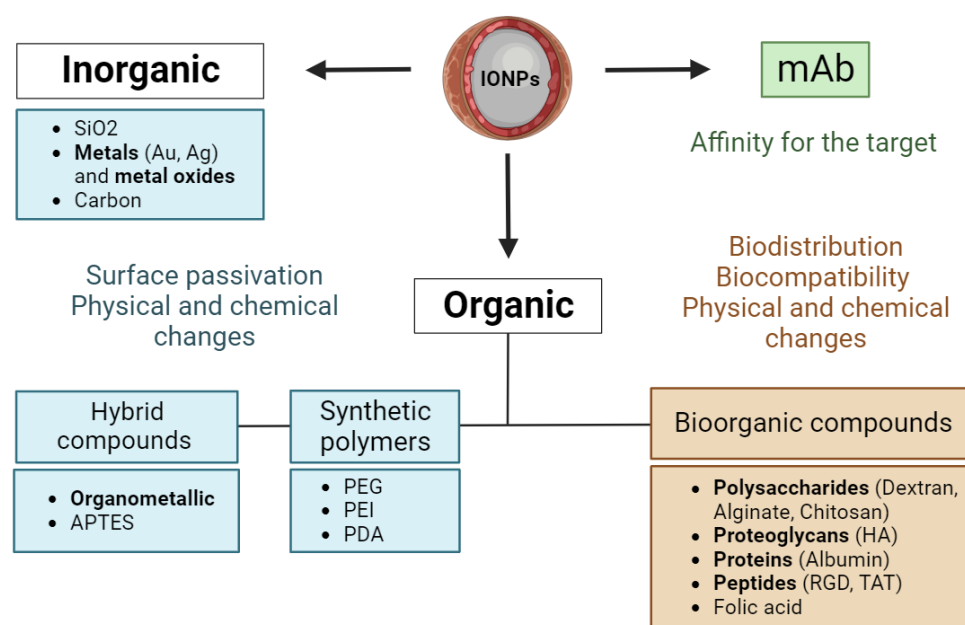 Inorganic
IONPs
mAb
• SiO2
• Metals (Au, Ag)
and metal oxides
• Carbon
Affinity for the target
Surface passivation
Physical and chemical
changes
Organic
Biodistribution
Biocompatibility
Physical and chemical
changes
Hybrid
compounds
• Organometallic
• APTES
Synthetic
polymers
• PEG
• PEI
• PDA
Bioorganic compounds
• Polysaccharides (Dextran,
Alginate, Chitosan)
• Proteoglycans (HA)
• Proteins (Albumin)
• Peptides (RGD, TAT)
• Folic acid